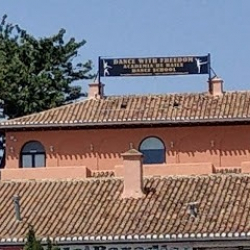 DANCE WITH FREEDOM
ACADEMIA DE BAILE
DANCE SCHOOL